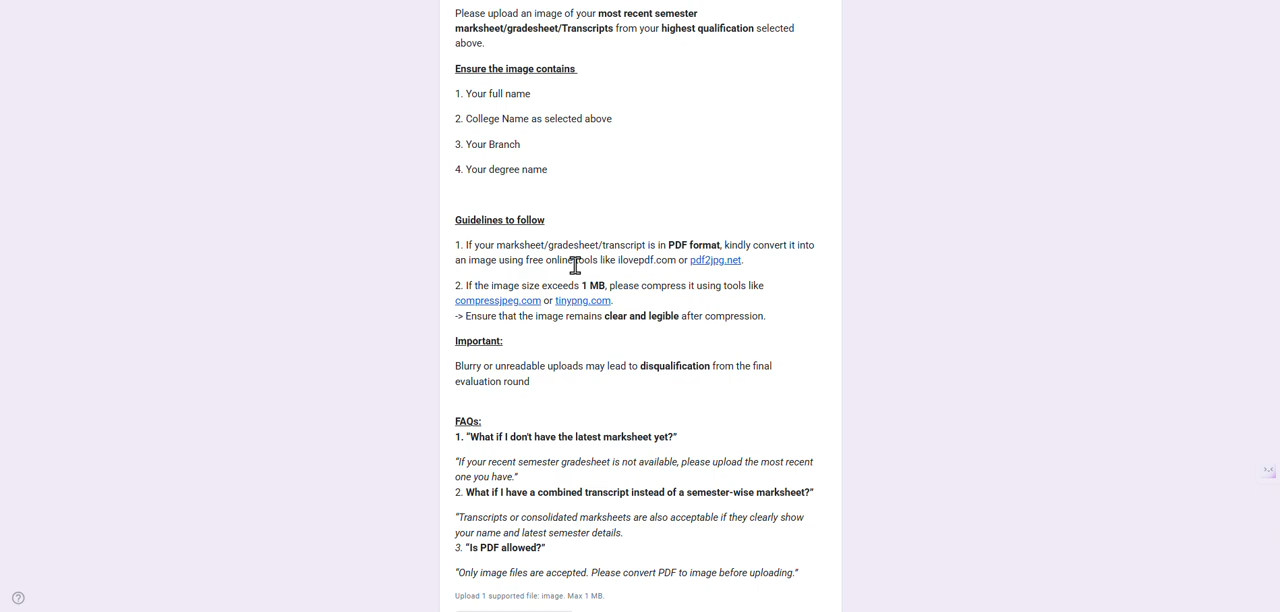 Please upload an image of your most recent semester
marksheet/gradesheet/Transcripts from your highest qualification selected
above.
Ensure the image contains
1. Your full name
2. College Name as selected above
3. Your Branch
4. Your degree name
Guidelines to follow
1. If your marksheet/gradesheet/transcript is in PDF format, kindly convert it into
an image using free online tools like ilovepdf.com or pdf2jpg.net.
2. If the image size exceeds 1 MB, please compress it using tools like
compressjpeg.com or tinypng.com.
-> Ensure that the image remains clear and legible after compression.
Important:
Blurry or unreadable uploads may lead to disqualification from the final
evaluation round
FAQs:
1. “What if I don't have the latest marksheet yet?”
“If your recent semester gradesheet is not available, please upload the most recent
one you have.”
2. What if I have a combined transcript instead of a semester-wise marksheet?”
“Transcripts or consolidated marksheets are also acceptable if they clearly show
your name and latest semester details.
3. “Is PDF allowed?”
“Only image files are accepted. Please convert PDF to image before uploading.”
Upload 1 supported file: image. Max 1 MB.